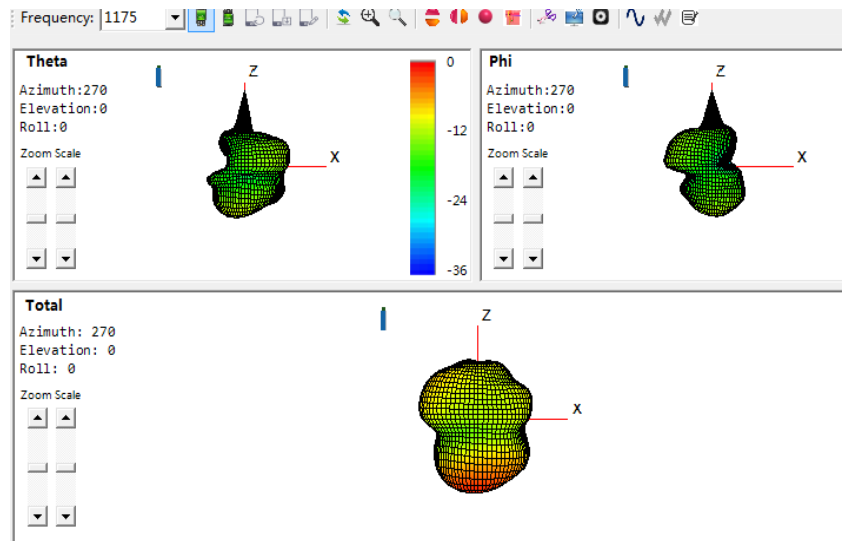 Frequency: 1175
Theta
Azimuth:270
Elevation:0
Roll:0
Zoom Scale
Z
X
0
-12
-24
-36
Phi
Azimuth:270
Elevation:0
Roll:0
Zoom Scale
Z
X
Total
Azimuth: 270
Elevation: 0
Roll: 0
Zoom Scale
Z
X